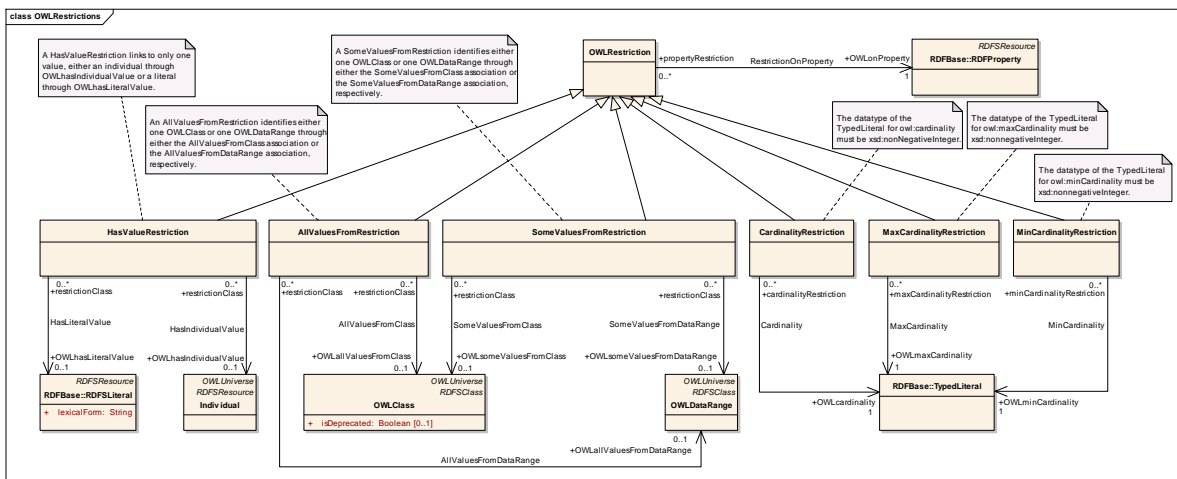 class OWLRestrictions
A HasValueRestriction links to only one
value, either an individual through
OWLhasIndividualValue or a literal
through OWLhasLiteralValue.
A SomeValuesFromRestriction identifies either
one OWLClass or one OWLDataRange through
either the SomeValuesFromClass association or
the SomeValuesFromDataRange association,
respectively.
OWLRestriction
+propertyRestriction
0..*
RestrictionOnProperty
+OWLonProperty
1
RDFSResource
RDFBase::RDFProperty
An AllValuesFromRestriction identifies either
one OWLClass or one OWLDataRange through
either the AllValuesFromClass association or
the AllValuesFromDataRange association,
respectively.
The datatype of the
TypedLiteral for owl:cardinality
must be xsd:nonNegativeInteger.
The datatype of the TypedLiteral
for owl:maxCardinality must be
xsd:nonnegativeInteger.
The datatype of the TypedLiteral
for owl:minCardinality must be
xsd:nonnegativeInteger.
HasValueRestriction
AllValuesFromRestriction
SomeValuesFromRestriction
CardinalityRestriction
MaxCardinalityRestriction
MinCardinalityRestriction
0..*
+restrictionClass
HasLiteralValue
+OWLhasLiteralValue
0..1
0..*
+restrictionClass
HasIndividualValue
+OWLhasIndividualValue
0..1
0..*
+restrictionClass
0..*
+restrictionClass
AllValuesFromClass
+OWLallValuesFromClass
0..1
0..*
+restrictionClass
SomeValuesFromClass
+OWLsomeValuesFromClass
0..1
0..*
+restrictionClass
SomeValuesFromDataRange
+OWLsomeValuesFromDataRange
0..1
0..*
+cardinalityRestriction
Cardinality
0..*
+maxCardinalityRestriction
MaxCardinality
+OWLmaxCardinality
1
0..*
+minCardinalityRestriction
MinCardinality
RDFSResource
RDFBase::RDFSLiteral
+ lexicalForm: String
OWLUniverse
RDFSResource
Individual
OWLUniverse
RDFSClass
OWLClass
+ isDeprecated: Boolean [0..1]
OWLUniverse
RDFSClass
OWLDataRange
RDFBase::TypedLiteral
+OWLcardinality
1
+OWLminCardinality
1
0..1
+OWLallValuesFromDataRange
AllValuesFromDataRange